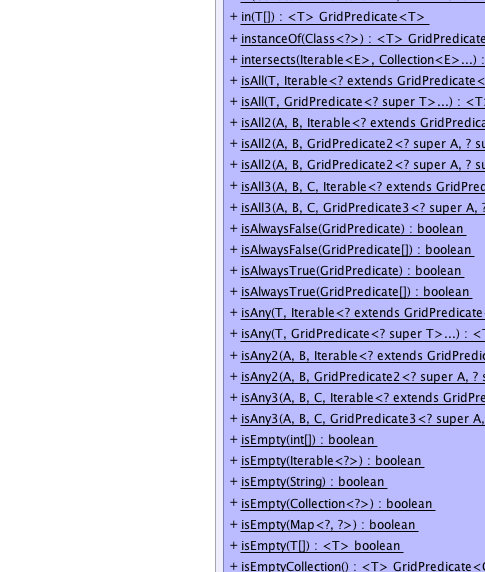 + in(T[]) : <T> GridPredicate<T>
+ instanceOf(Class<?>) : <T> GridPredicate
+ intersects(Iterable<E>, Collection<E>...) :
+ isAll(T, Iterable<? extends GridPredicate<
+ isAll(T, GridPredicate<? super T>...) : <T
+ isAll2(A, B, Iterable<? extends GridPredica
+ isAll2(A, B, GridPredicate2<? super A, ? su
+ isAll2(A, B, GridPredicate2<? super A, ? su
+ isAll3(A, B, C, Iterable<? extends GridPred
+ isAll3(A, B, C, GridPredicate3<? super A, ?
+ isAlwaysFalse(GridPredicate) : boolean
+ isAlwaysFalse(GridPredicate[]) : boolean
+ isAlwaysTrue(GridPredicate) : boolean
+ isAlwaysTrue(GridPredicate[]) : boolean
+ isAny(T, Iterable<? extends GridPredicate
+ isAny(T, GridPredicate<? super T>...) : <T
+ isAny2(A, B, Iterable<? extends GridPredic
+ isAny2(A, B, GridPredicate2<? super A, ? s
+ isAny3(A, B, C, Iterable<? extends GridPred
+ isAny3(A, B, C, GridPredicate3<? super A,
+ isEmpty(int[]) : boolean
+ isEmpty(Iterable<?>) : boolean
+ isEmpty(String) : boolean
+ isEmpty(Collection<?>) : boolean
+ isEmpty(Map<?, ?>) : boolean
+ isEmpty(T[]) : <T> boolean
+ isEmptyCollection() : <T> GridPredicate<C